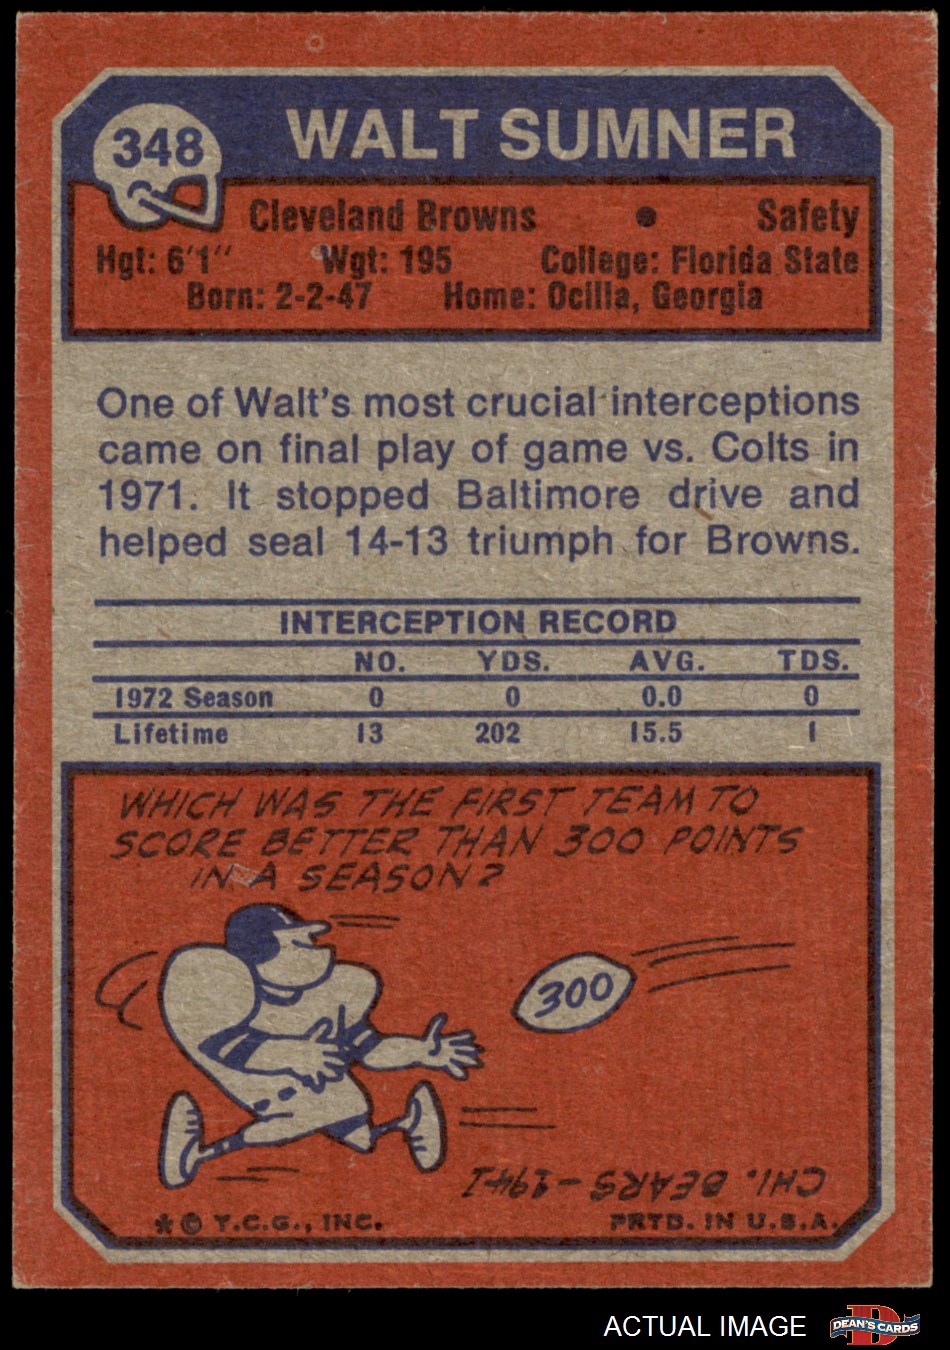 348
WALT SUMNER
Cleveland Browns • Safety
Hgt: 6'1" Wgt: 195 College: Florida State
Born: 2-2-47 Home: Ocilla, Georgia
One of Walt's most crucial interceptions
came on final play of game vs. Colts in
1971. It stopped Baltimore drive and
helped seal 14-13 triumph for Browns.
INTERCEPTION RECORD
NO. YDS. AVG. TDS.
1972 Season 0 0 0.0 0
Lifetime 13 202 15.5 1
WHICH WAS THE FIRST TEAM TO
SCORE BETTER THAN 300 POINTS
IN A SEASON?
300
CHI. BEARS-1941
* © T.C.G., INC. PRTD. IN U.S.A.
ACTUAL IMAGE
D
DEAN'S CARDS